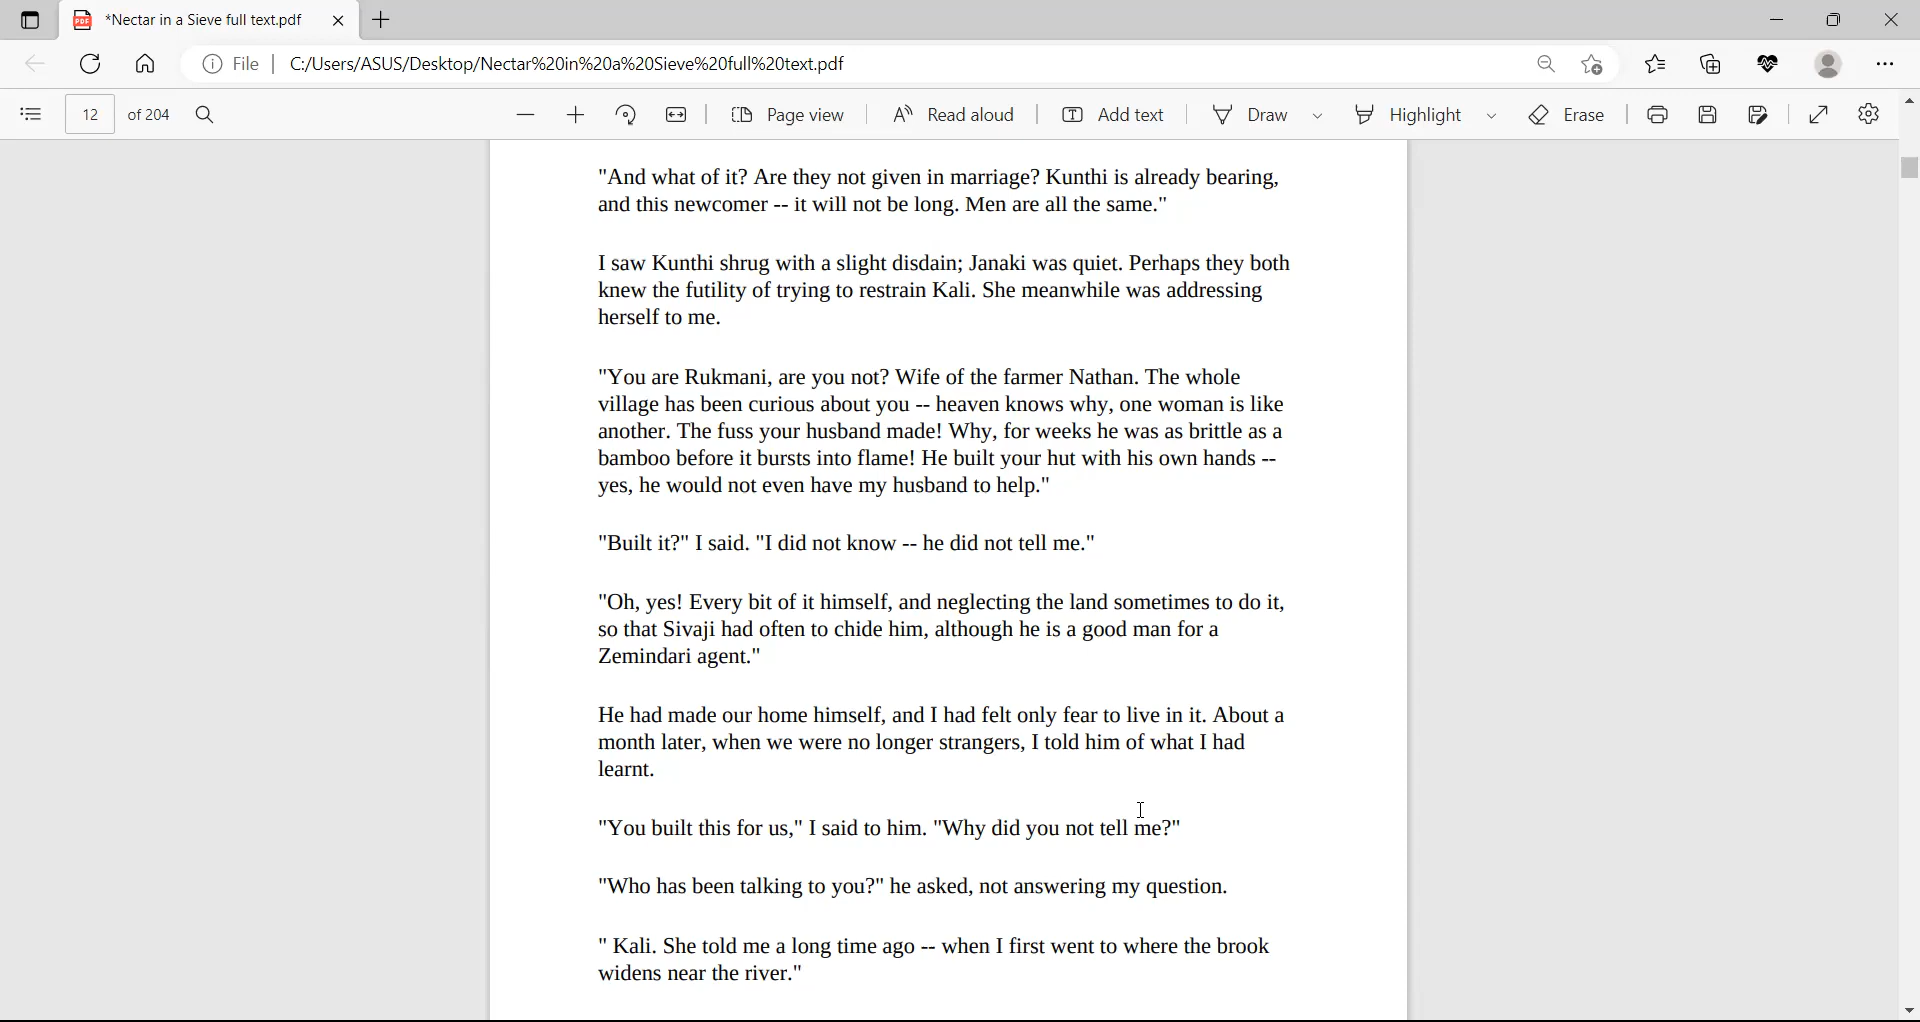 *Nectar in a Sieve full text.pdf
File
C:/Users/ASUS/Desktop/Nectar%20in%20a%20Sieve%20full%20text.pdf
12 of 204
Page view
Read aloud
Add text
Draw
Highlight
Erase
"And what of it? Are they not given in marriage? Kunthi is already bearing,
and this newcomer -- it will not be long. Men are all the same."
I saw Kunthi shrug with a slight disdain; Janaki was quiet. Perhaps they both
knew the futility of trying to restrain Kali. She meanwhile was addressing
herself to me.
"You are Rukmani, are you not? Wife of the farmer Nathan. The whole
village has been curious about you -- heaven knows why, one woman is like
another. The fuss your husband made! Why, for weeks he was as brittle as a
bamboo before it bursts into flame! He built your hut with his own hands --
yes, he would not even have my husband to help."
"Built it?" I said. "I did not know -- he did not tell me."
"Oh, yes! Every bit of it himself, and neglecting the land sometimes to do it,
so that Sivaji had often to chide him, although he is a good man for a
Zemindari agent."
He had made our home himself, and I had felt only fear to live in it. About a
month later, when we were no longer strangers, I told him of what I had
learnt.
"You built this for us," I said to him. "Why did you not tell me?"
"Who has been talking to you?" he asked, not answering my question.
" Kali. She told me a long time ago -- when I first went to where the brook
widens near the river."